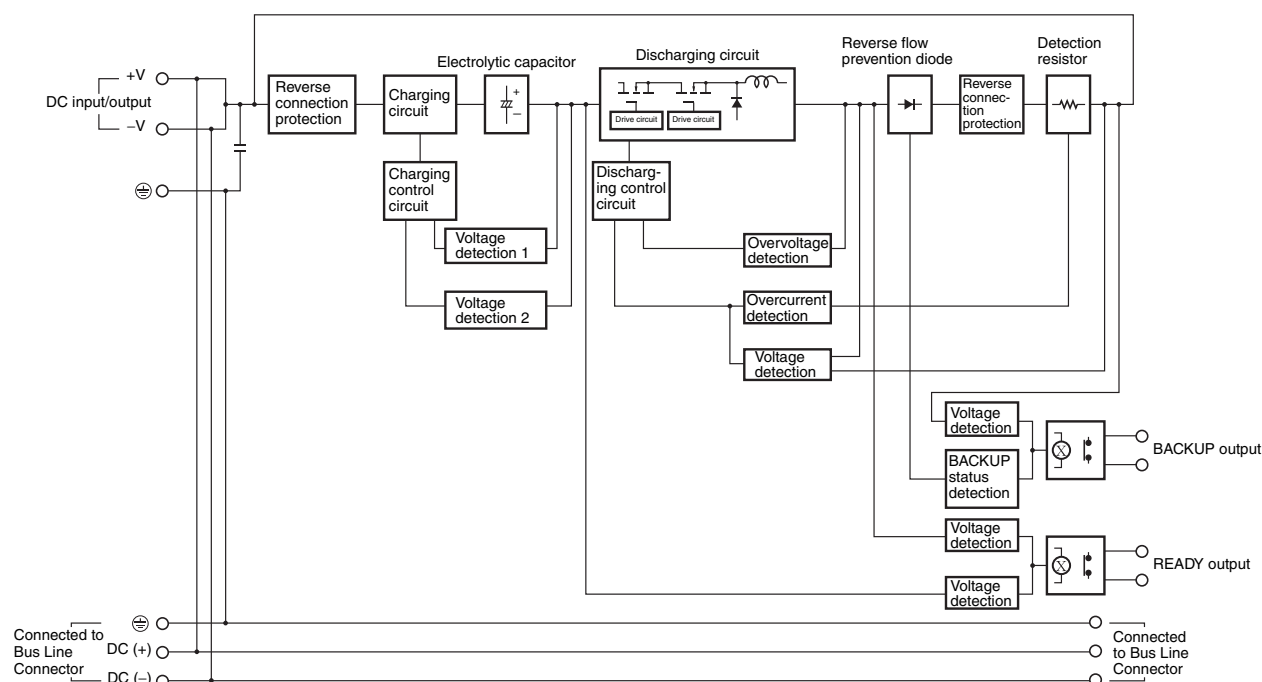 Discharging circuit
Reverse flow
prevention diode
Detection
resistor
Electrolytic capacitor
+V
DC input/output
−V
Reverse
connection
protection
Charging
circuit
+
−
Drive circuit
Drive circuit
Reverse
connec-
tion
protection
Charging
control
circuit
Discharg-
ing control
circuit
Voltage
detection 1
Overvoltage
detection
Voltage
detection 2
Overcurrent
detection
Voltage
detection
Voltage
detection
X
BACKUP output
BACKUP
status
detection
Voltage
detection
X
READY output
Voltage
detection
Connected to
Bus Line
Connector
DC (+)
DC (−)
Connected
to Bus Line
Connector